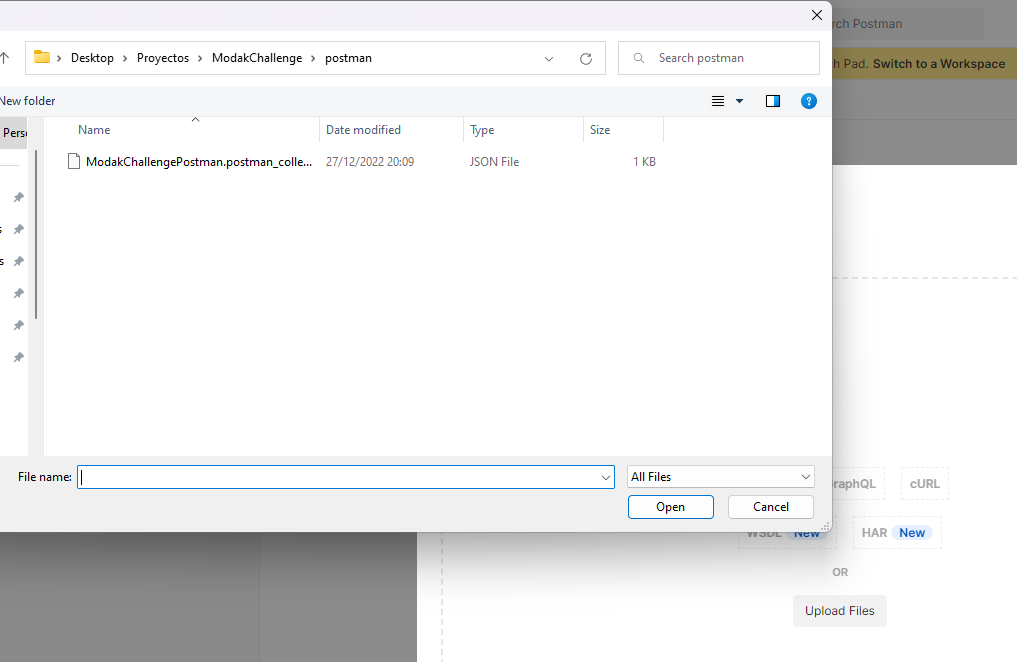 rch Postman
Desktop > Proyectos > ModakChallenge > postman
Search postman
h Pad. Switch to a Workspace
New folder
Perso
Name
Date modified
Type
Size
ModakChallengePostman.postman_colle...
27/12/2022 20:09
JSON File
1 KB
s
s
File name:
All Files
raphQL
cURL
Open
Cancel
WSDL New
HAR New
OR
Upload Files